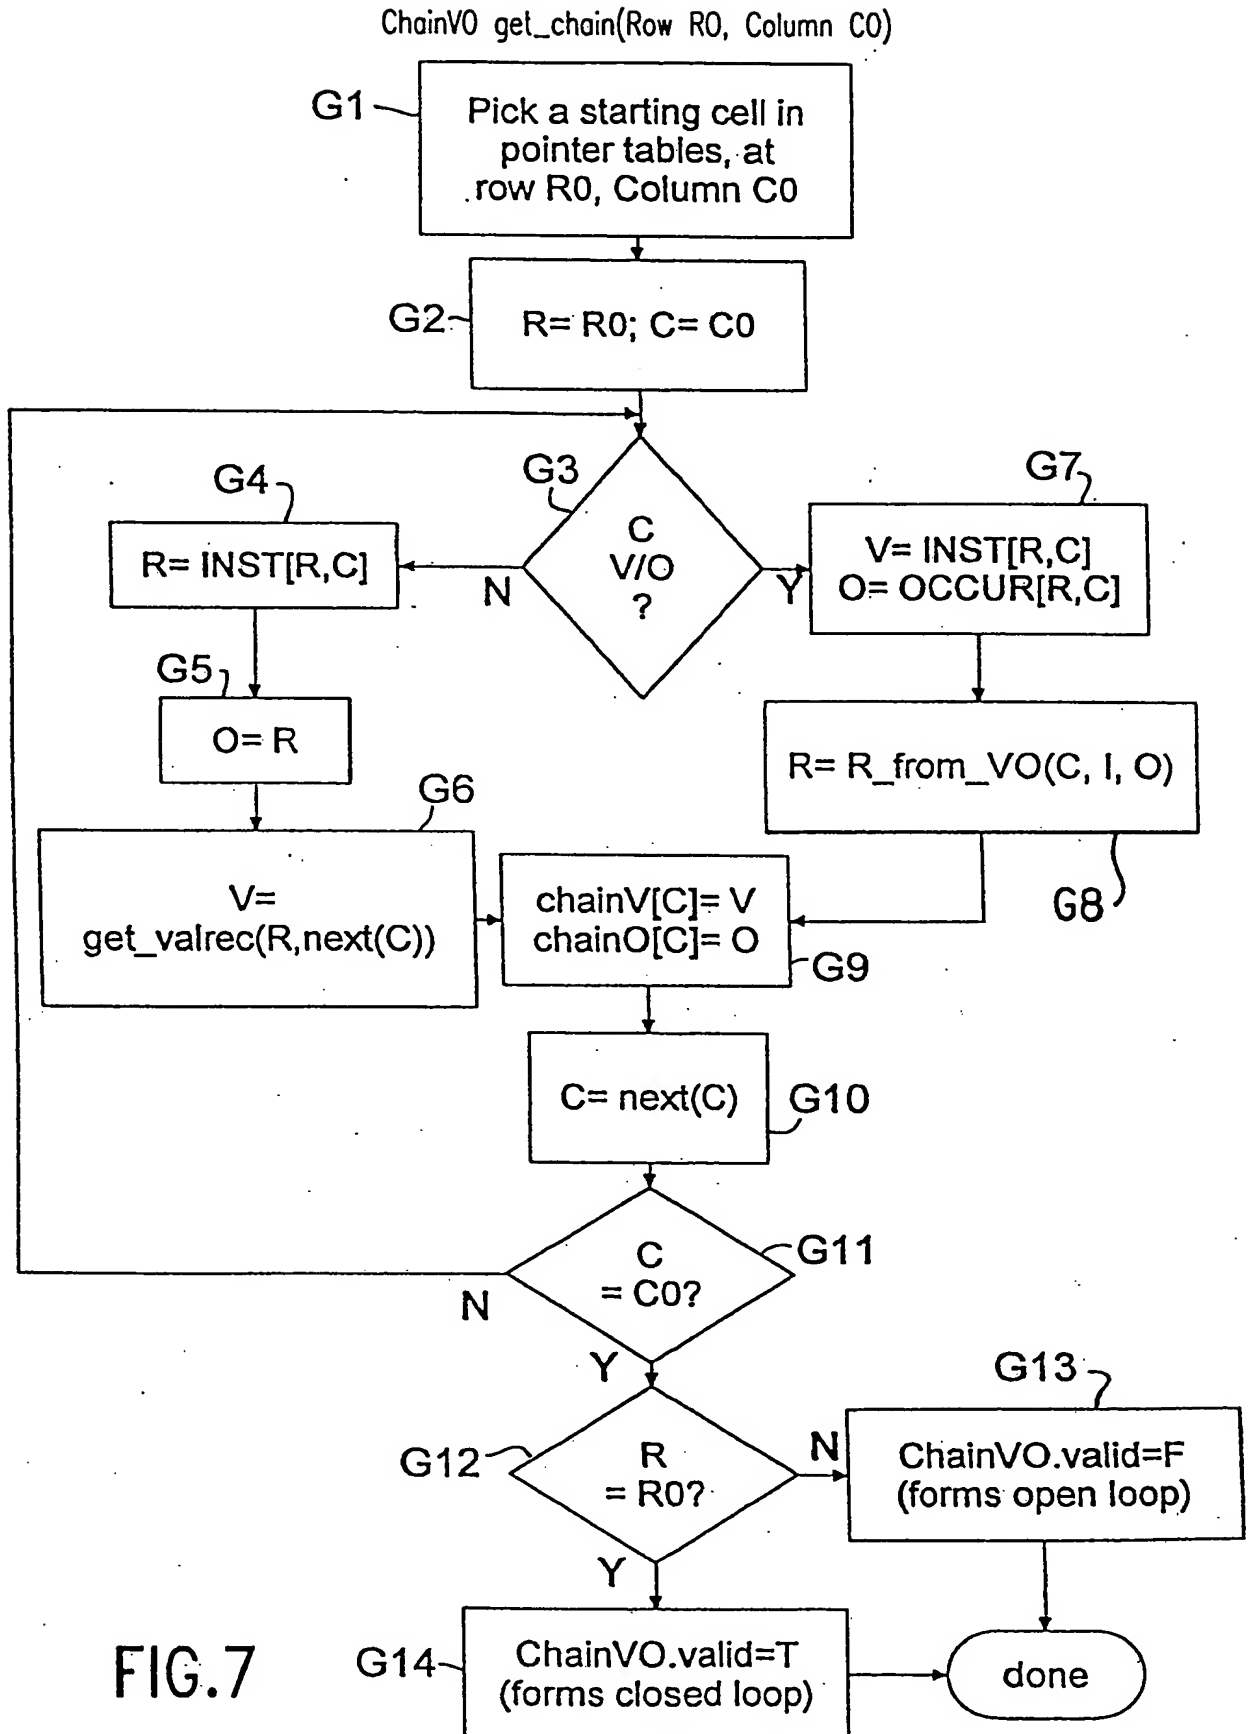 ChainVO get_chain(Row R0, Column C0)
G1
Pick a starting cell in
pointer tables, at
row R0, Column C0
G2
R= R0; C= C0
G3
C
V/O
?
N
Y
G4
R= INST[R,C]
G7
V= INST[R,C]
O= OCCUR[R,C]
G5
O= R
R= R_from_VO(C, I, O)
G8
G6
V=
get_valrec(R,next(C))
chainV[C]= V
chainO[C]= O
G9
C= next(C)
G10
C
= C0?
G11
N
Y
G12
R
= R0?
N
Y
G13
ChainVO.valid=F
(forms open loop)
G14
ChainVO.valid=T
(forms closed loop)
done
FIG.7